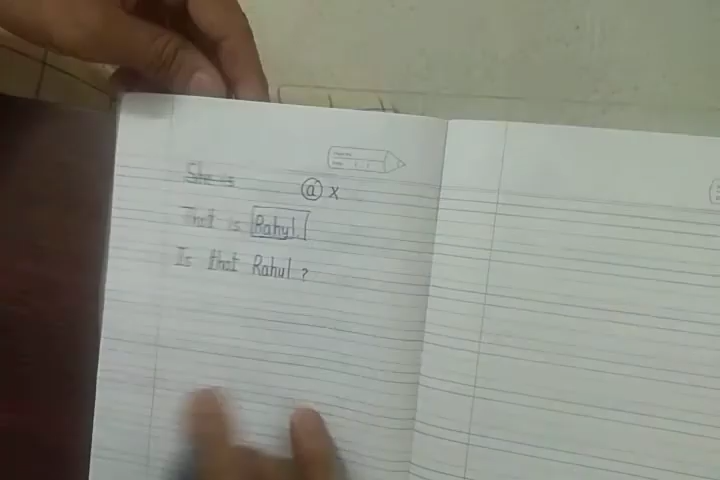 She is
ⓐ x
That is Rahul.
Is that Rahul ?